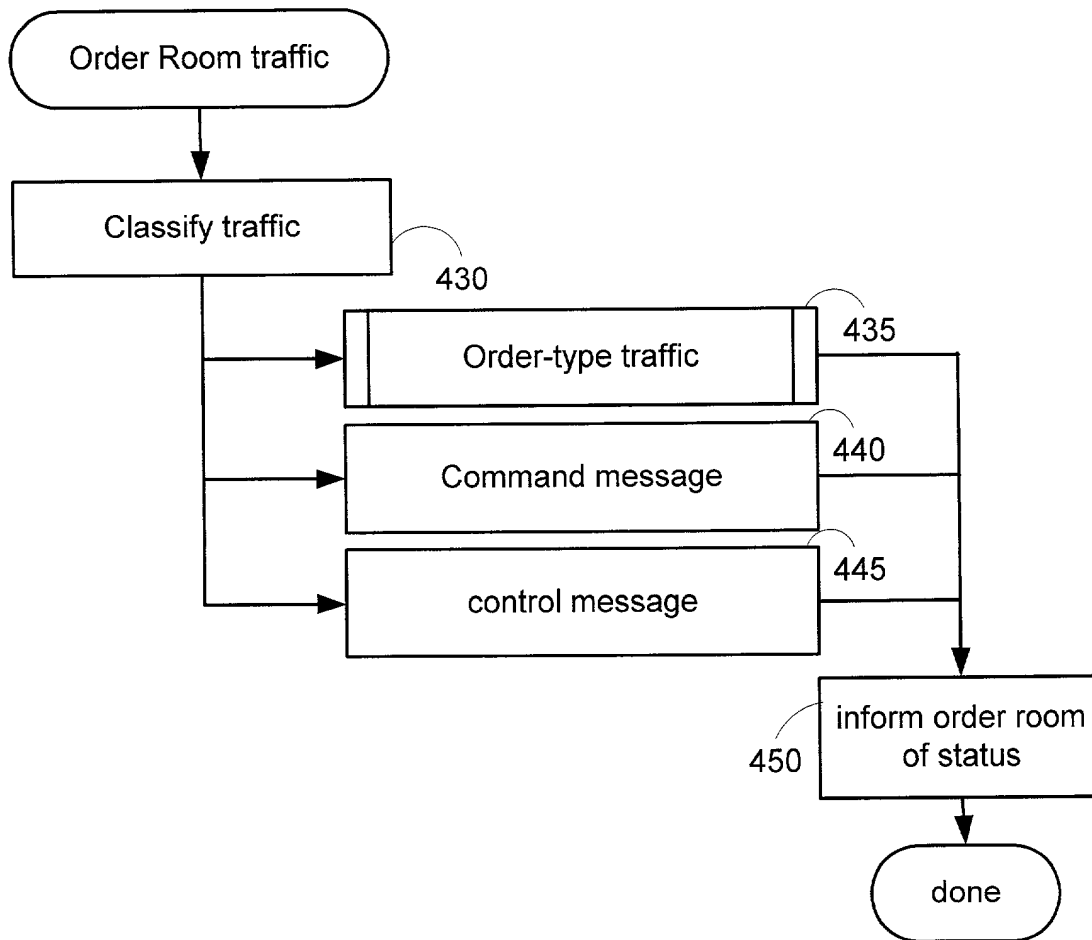 Order Room traffic
Classify traffic
430
435
Order-type traffic
440
Command message
445
control message
inform order room
of status
450
done